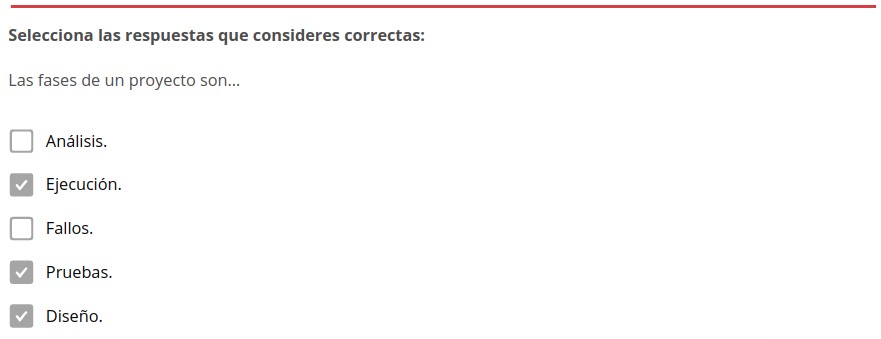 Selecciona las respuestas que consideres correctas:
Las fases de un proyecto son...
Análisis.
Ejecución.
Fallos.
Pruebas.
Diseño.